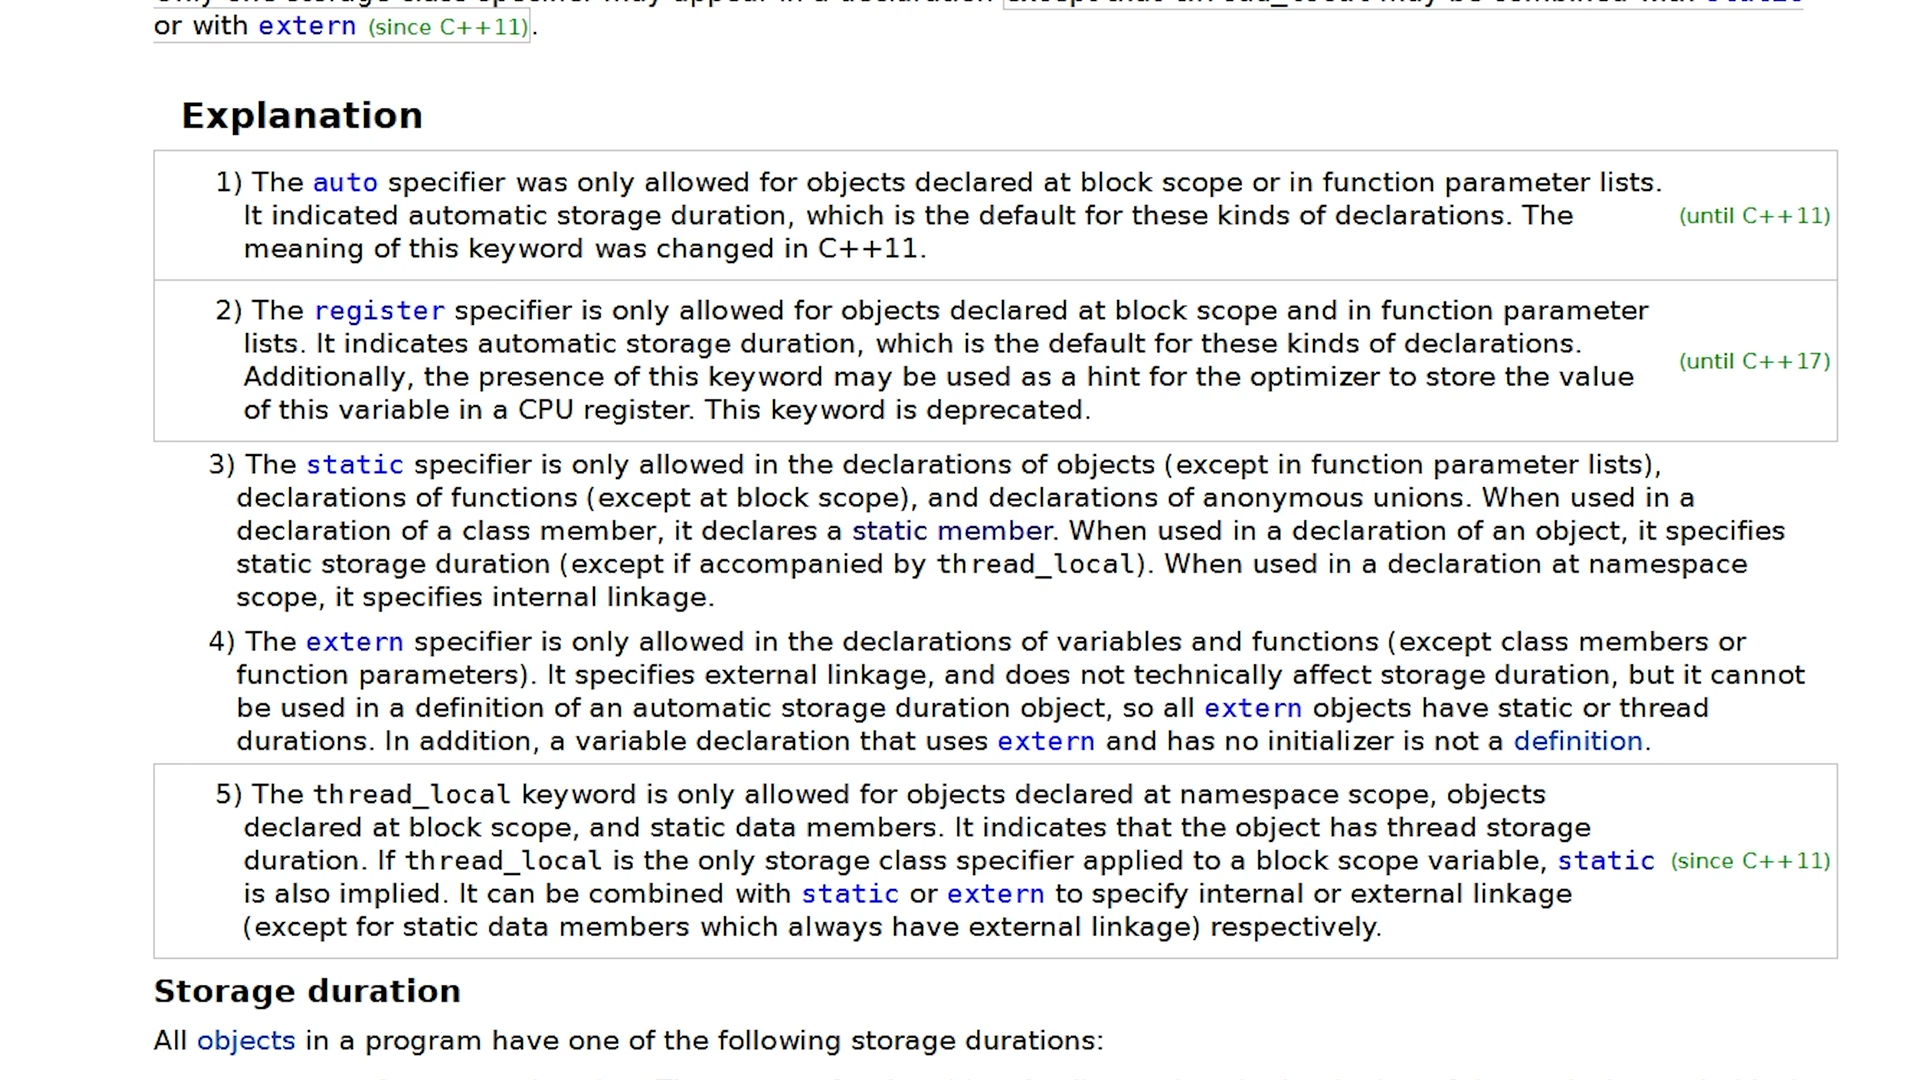 Only one storage class specifier may appear in a declaration except that thread_local may be combined with static
or with extern (since C++11).
Explanation
1) The auto specifier was only allowed for objects declared at block scope or in function parameter lists.
It indicated automatic storage duration, which is the default for these kinds of declarations. The
(until C++11)
meaning of this keyword was changed in C++11.
2) The register specifier is only allowed for objects declared at block scope and in function parameter
lists. It indicates automatic storage duration, which is the default for these kinds of declarations.
(until C++17)
Additionally, the presence of this keyword may be used as a hint for the optimizer to store the value
of this variable in a CPU register. This keyword is deprecated.
3) The static specifier is only allowed in the declarations of objects (except in function parameter lists),
declarations of functions (except at block scope), and declarations of anonymous unions. When used in a
declaration of a class member, it declares a static member. When used in a declaration of an object, it specifies
static storage duration (except if accompanied by thread_local). When used in a declaration at namespace
scope, it specifies internal linkage.
4) The extern specifier is only allowed in the declarations of variables and functions (except class members or
function parameters). It specifies external linkage, and does not technically affect storage duration, but it cannot
be used in a definition of an automatic storage duration object, so all extern objects have static or thread
durations. In addition, a variable declaration that uses extern and has no initializer is not a definition.
5) The thread_local keyword is only allowed for objects declared at namespace scope, objects
declared at block scope, and static data members. It indicates that the object has thread storage
duration. If thread_local is the only storage class specifier applied to a block scope variable, static
(since C++11)
is also implied. It can be combined with static or extern to specify internal or external linkage
(except for static data members which always have external linkage) respectively.
Storage duration
All objects in a program have one of the following storage durations: